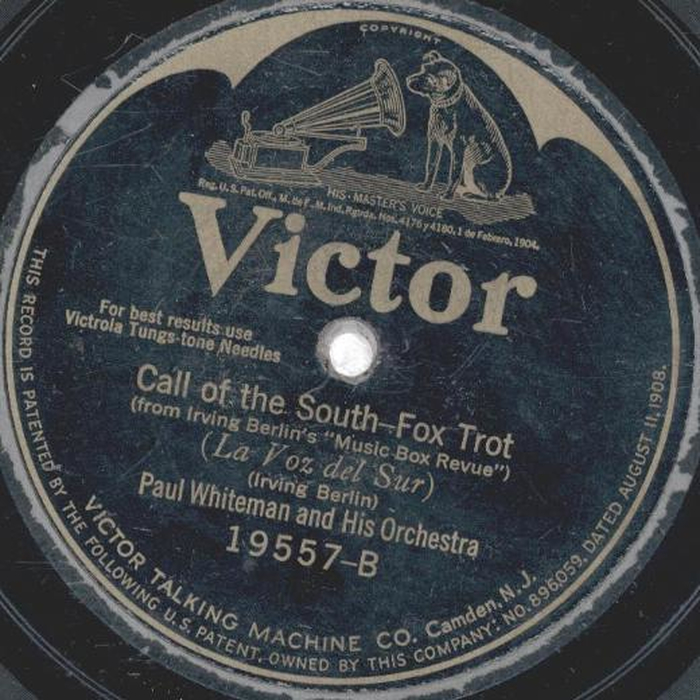 COPYRIGHT
HIS MASTER'S VOICE
Reg. U.S. Pat. Off., M. de F. M. Ind. Rgcrda. Nos. 4176 y 4180, 1 de Febrero, 1904.
Victor
For best results use
Victrola Tungs-tone Needles
Call of the South-Fox Trot
(from Irving Berlin's "Music Box Revue")
(La Voz del Sur)
(Irving Berlin)
Paul Whiteman and His Orchestra
19557-B
VICTOR TALKING MACHINE CO. Camden, N.J.
THIS RECORD IS PATENTED BY THE FOLLOWING U.S. PATENT, OWNED BY THIS COMPANY: NO. 896059, DATED AUGUST 11, 1908.